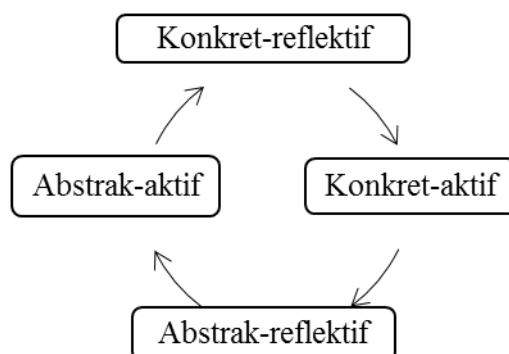 Konkret-reflektif
Abstrak-aktif
Konkret-aktif
Abstrak-reflektif